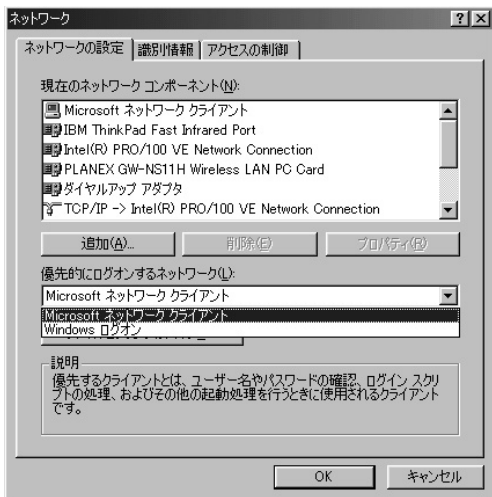 ネットワーク
ネットワークの設定 識別情報 アクセスの制御
現在のネットワーク コンポーネント(N):
Microsoft ネットワーク クライアント
IBM ThinkPad Fast Infrared Port
Intel(R) PRO/100 VE Network Connection
PLANEX GW-NS11H Wireless LAN PC Card
ダイヤルアップ アダプタ
TCP/IP -> Intel(R) PRO/100 VE Network Connection
追加(A)... 削除(E) プロパティ(R)
優先的にログオンするネットワーク(L):
Microsoft ネットワーク クライアント
Microsoft ネットワーク クライアント
Windows ログオン
説明
優先するクライアントとは、ユーザー名やパスワードの確認、ログイン スクリ
プトの処理、およびその他の起動処理を行うときに使用されるクライアント
です。
OK キャンセル